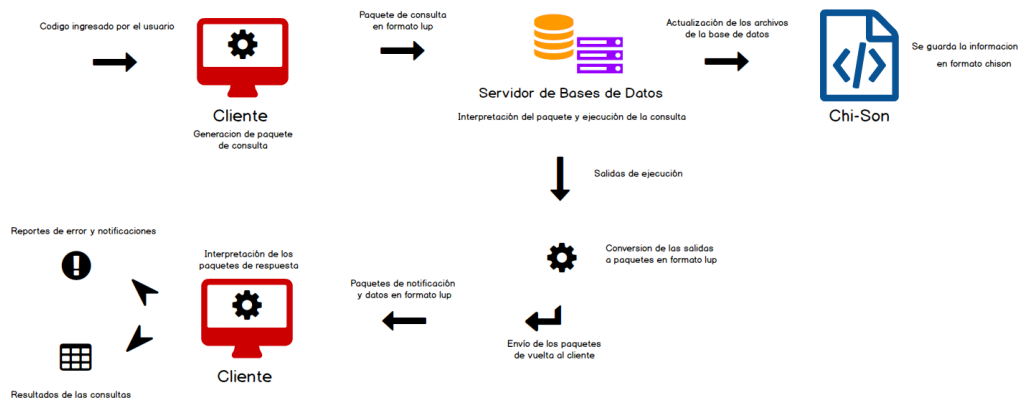 Codigo ingresado por el usuario
Cliente
Generacion de paquete
de consulta
Paquete de consulta
en formato lup
Servidor de Bases de Datos
Interpretación del paquete y ejecución de la consulta
Actualización de los archivos
de la base de datos
Chi-Son
Se guarda la informacion
en formato chison
Salidas de ejecución
Conversion de las salidas
a paquetes en formato lup
Envío de los paquetes
de vuelta al cliente
Paquetes de notificación
y datos en formato lup
Interpretación de los
paquetes de respuesta
Cliente
Reportes de error y notificaciones
Resultados de las consultas